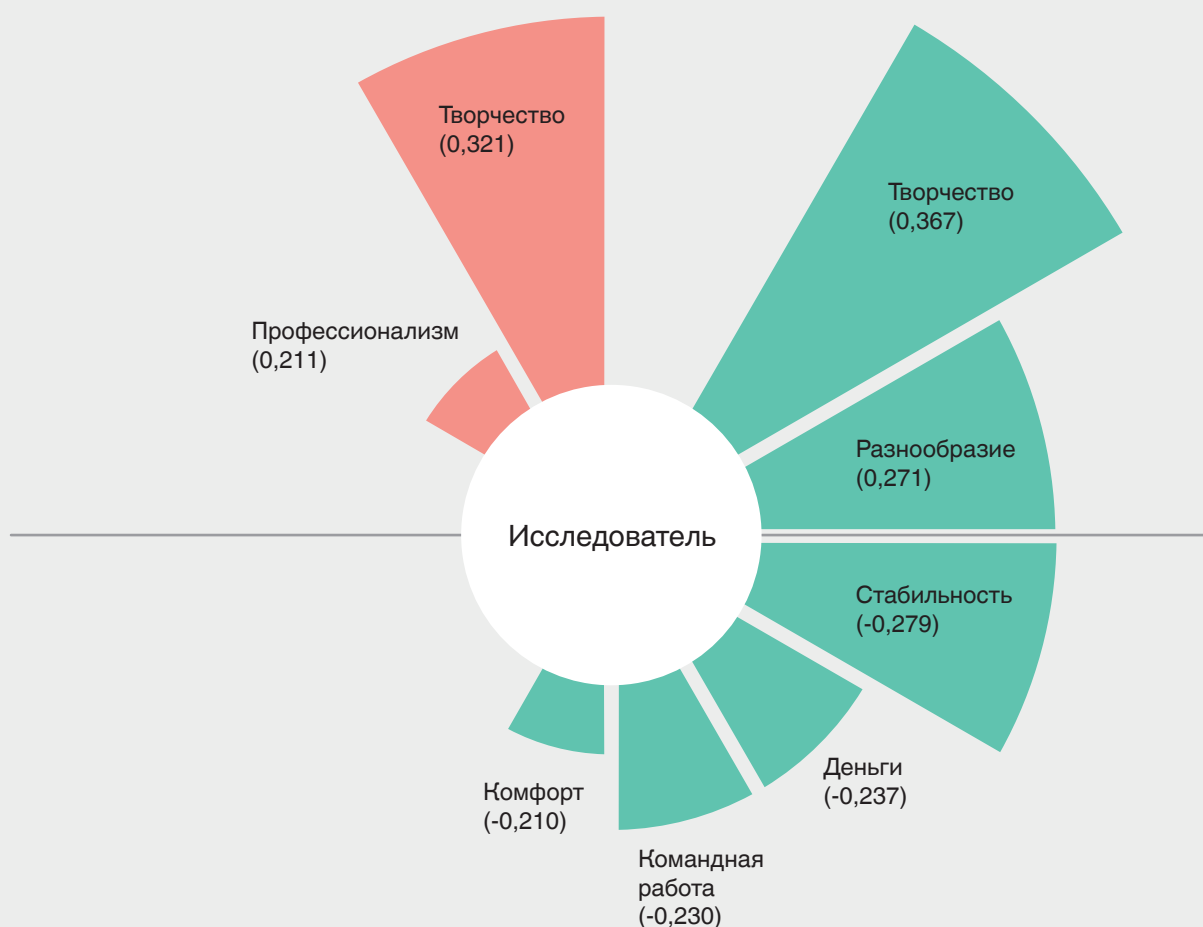 Творчество
(0,321)
Творчество
(0,367)
Профессионализм
(0,211)
Разнообразие
(0,271)
Исследователь
Стабильность
(-0,279)
Деньги
(-0,237)
Комфорт
(-0,210)
Командная
работа
(-0,230)